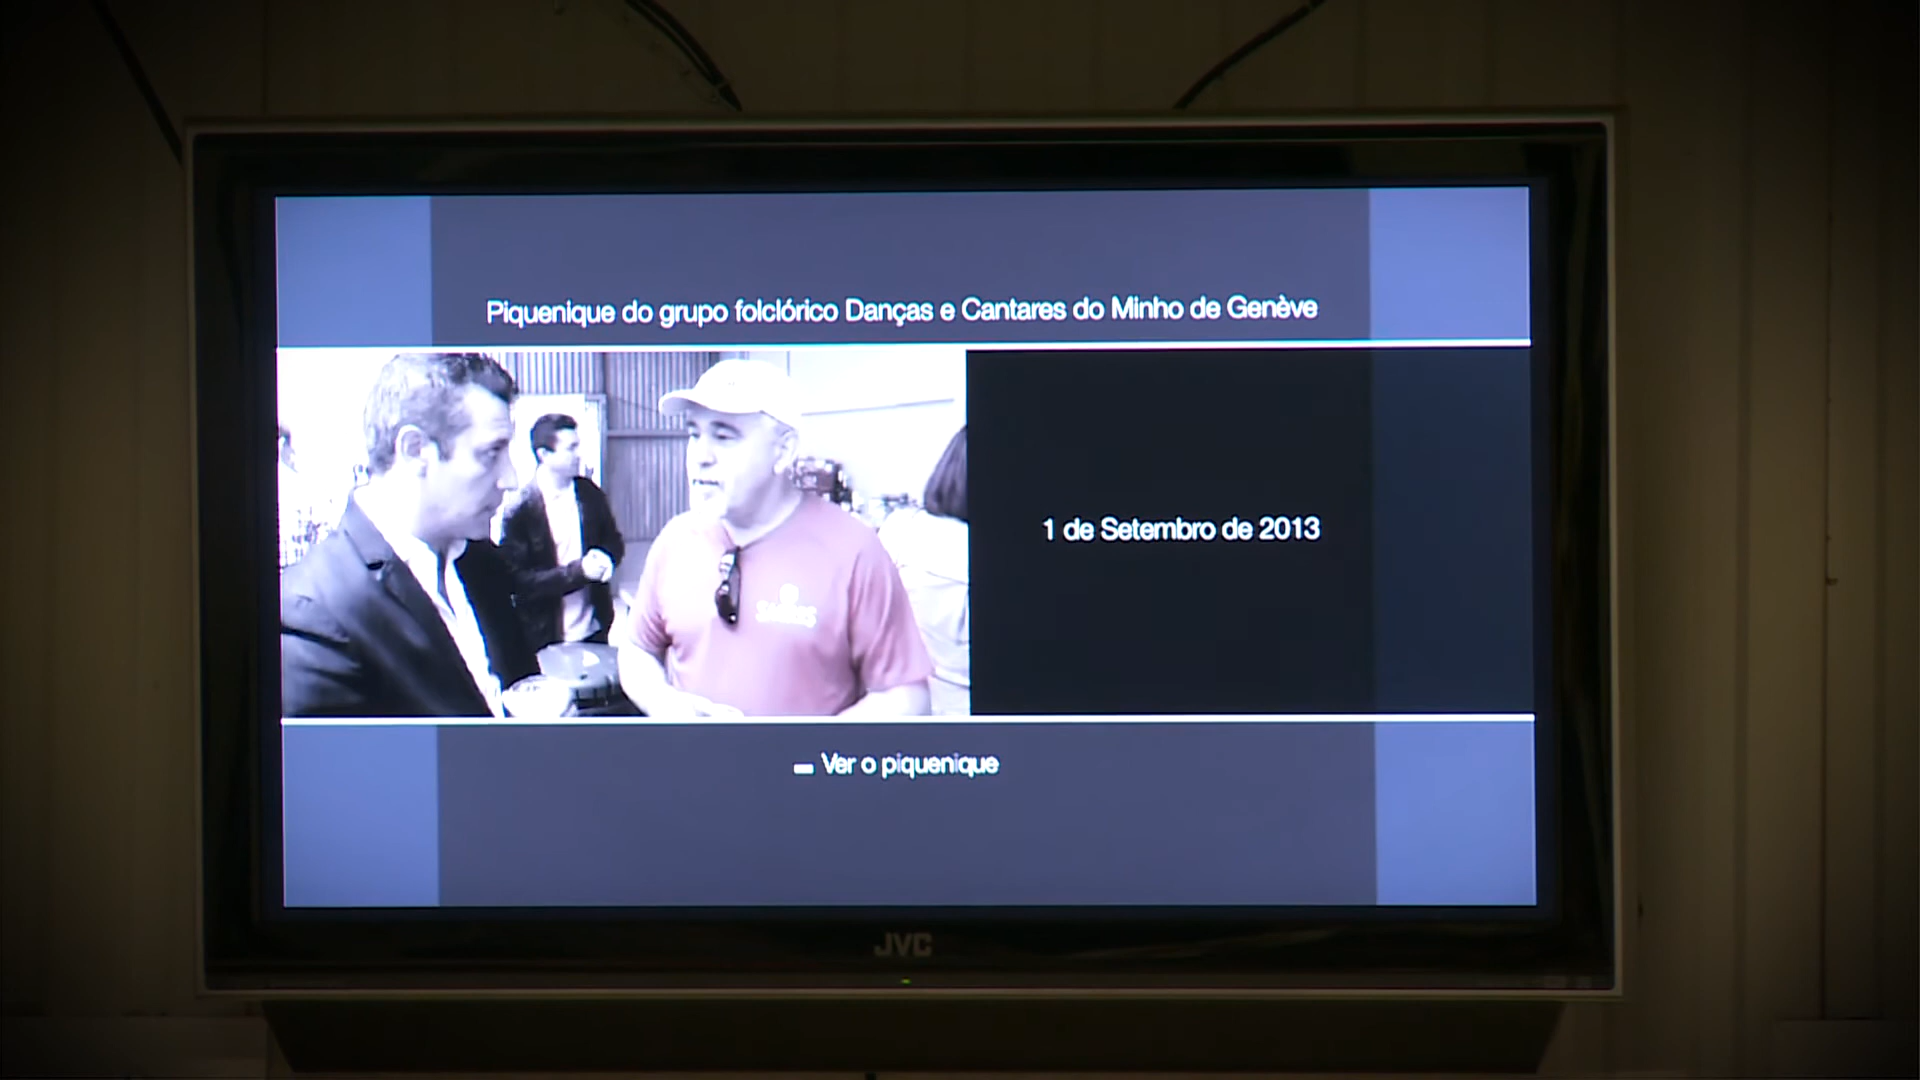 Piquenique do grupo folclórico Danças e Cantares do Minho de Genève
1 de Setembro de 2013
Ver o piquenique
JVC